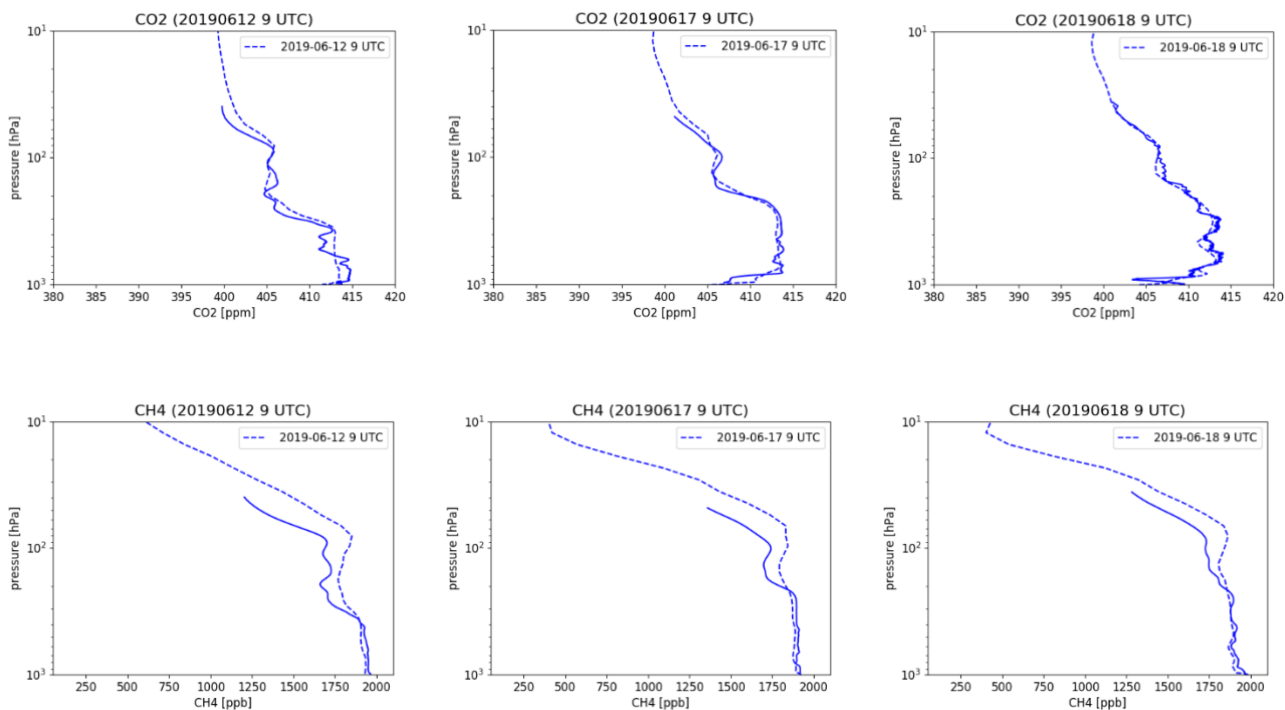 CO2 (20190612 9 UTC)
10¹
2019-06-12 9 UTC
pressure [hPa]
10²
10³
380 385 390 395 400 405 410 415 420
CO2 [ppm]
CO2 (20190617 9 UTC)
10¹
2019-06-17 9 UTC
pressure [hPa]
10²
10³
380 385 390 395 400 405 410 415 420
CO2 [ppm]
CO2 (20190618 9 UTC)
10¹
2019-06-18 9 UTC
pressure [hPa]
10²
10³
380 385 390 395 400 405 410 415 420
CO2 [ppm]
CH4 (20190612 9 UTC)
10¹
2019-06-12 9 UTC
pressure [hPa]
10²
10³
250 500 750 1000 1250 1500 1750 2000
CH4 [ppb]
CH4 (20190617 9 UTC)
10¹
2019-06-17 9 UTC
pressure [hPa]
10²
10³
250 500 750 1000 1250 1500 1750 2000
CH4 [ppb]
CH4 (20190618 9 UTC)
10¹
2019-06-18 9 UTC
pressure [hPa]
10²
10³
250 500 750 1000 1250 1500 1750 2000
CH4 [ppb]